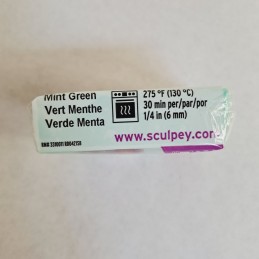 Mint Green
Vert Menthe
Verde Menta
275 °F (130 °C)
30 min per/par/por
1/4 in (6 mm)
www.sculpey.com